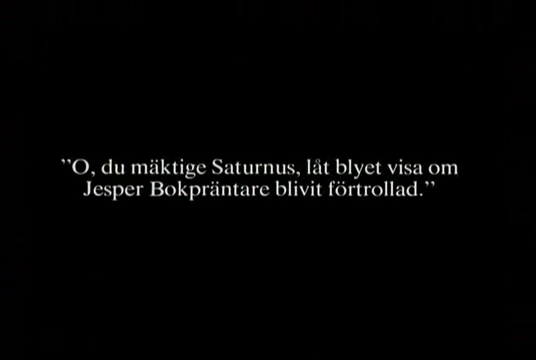 ”O, du mäktige Saturnus, låt blyet visa om
Jesper Bokpräntare blivit förtrollad.”